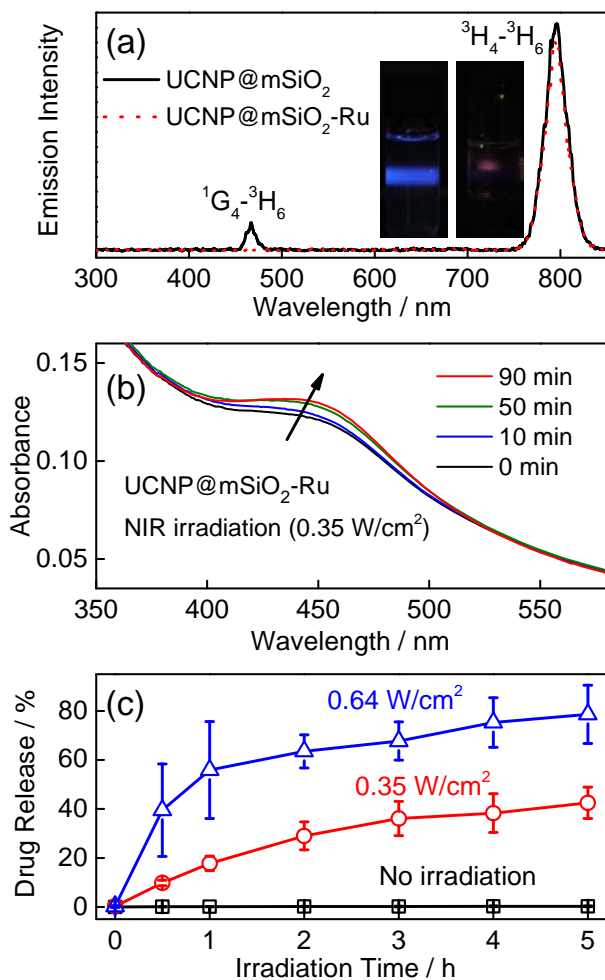 (a)
³H₄-³H₆
UCNP@mSiO₂
UCNP@mSiO₂-Ru
¹G₄-³H₆
Emission Intensity
300 400 500 600 700 800
Wavelength / nm
(b)
0.15
0.10
0.05
90 min
50 min
10 min
0 min
Absorbance
UCNP@mSiO₂-Ru
NIR irradiation (0.35 W/cm²)
350 400 450 500 550
Wavelength / nm
(c)
0.64 W/cm²
0.35 W/cm²
No irradiation
Drug Release / %
80
60
40
20
0
0 1 2 3 4 5
Irradiation Time / h